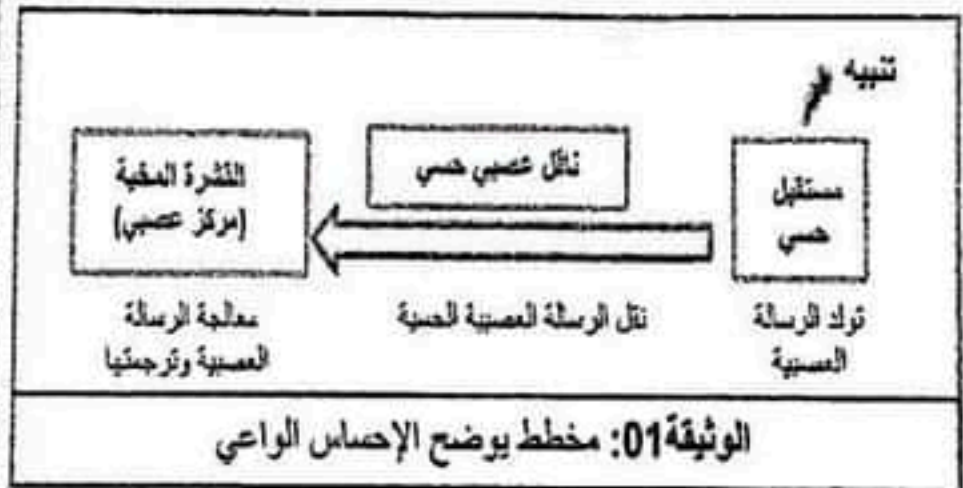 تنبيه
مستقبل
حسي
ناقل عصبي حسي
القشرة المخية
(مركز عصبي)
تولد الرسالة
العصبية
نقل الرسالة العصبية الحسية
معالجة الرسالة
العصبية وترجمتها
الوثيقة01: مخطط يوضح الإحساس الواعي